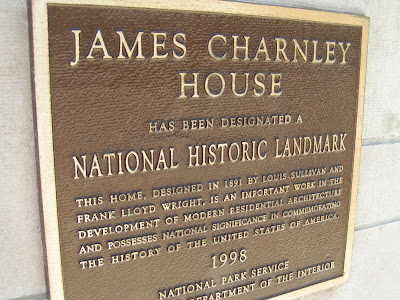 JAMES CHARNLEY
HOUSE
HAS BEEN DESIGNATED A
NATIONAL HISTORIC LANDMARK
THIS HOME, DESIGNED IN 1891 BY LOUIS SULLIVAN AND
FRANK LLOYD WRIGHT, IS AN IMPORTANT WORK IN THE
DEVELOPMENT OF MODERN RESIDENTIAL ARCHITECTURE
AND POSSESSES NATIONAL SIGNIFICANCE IN COMMEMORATING
THE HISTORY OF THE UNITED STATES OF AMERICA.
1998
NATIONAL PARK SERVICE
DEPARTMENT OF THE INTERIOR